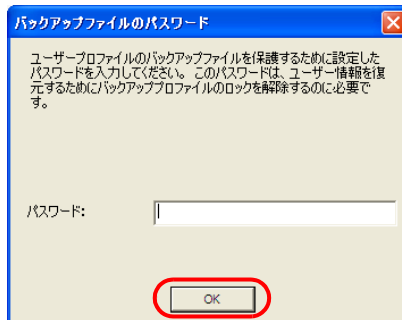 バックアップファイルのパスワード
ユーザープロファイルのバックアップファイルを保護するために設定した
パスワードを入力してください。このパスワードは、ユーザー情報を復
元するためにバックアッププロファイルのロックを解除するのに必要で
す。
パスワード:
OK